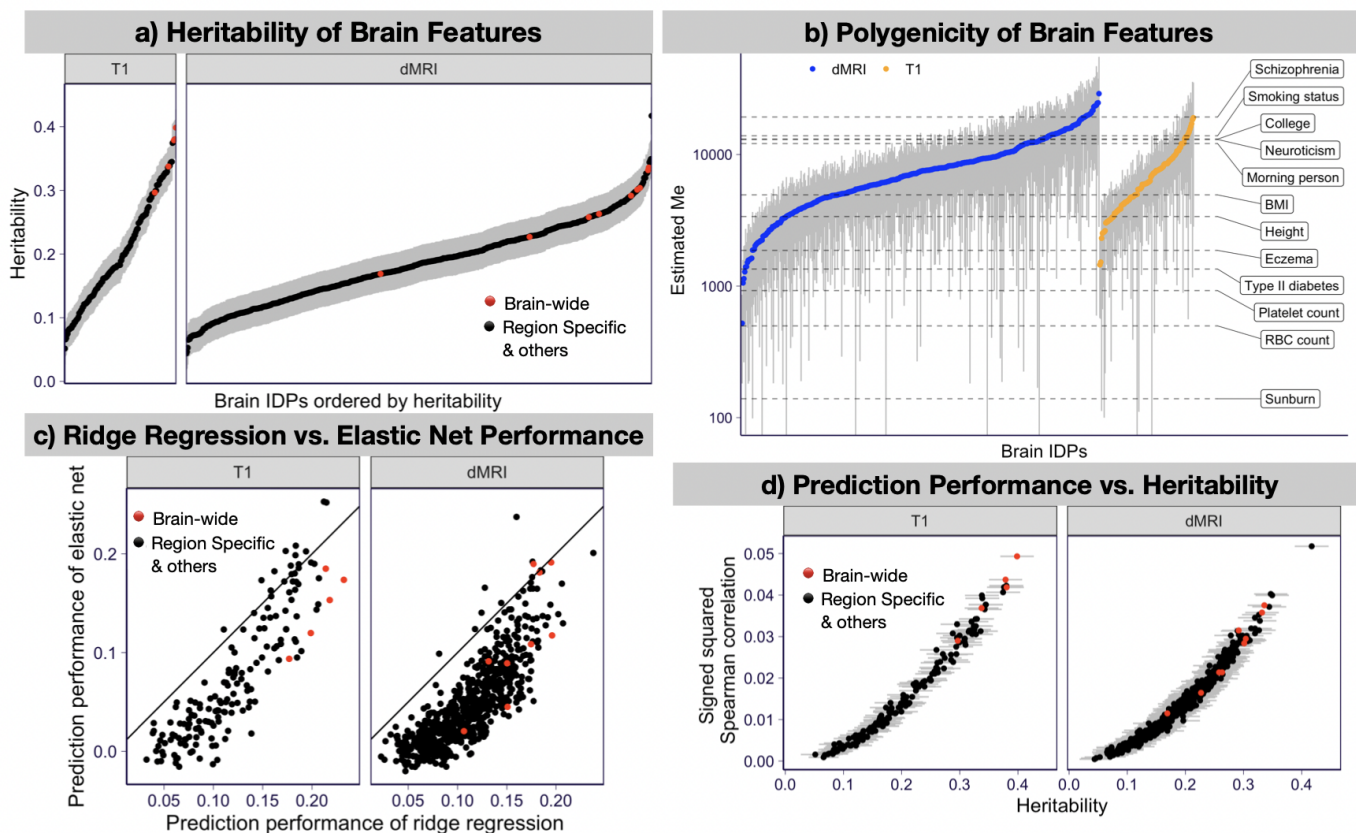 a) Heritability of Brain Features
T1
dMRI
Heritability
0.4
0.3
0.2
0.1
0.0
Brain-wide
Region Specific
& others
Brain IDPs ordered by heritability
b) Polygenicity of Brain Features
dMRI
T1
Estimated Me
10000
1000
100
Schizophrenia
Smoking status
College
Neuroticism
Morning person
BMI
Height
Eczema
Type II diabetes
Platelet count
RBC count
Sunburn
Brain IDPs
c) Ridge Regression vs. Elastic Net Performance
T1
dMRI
Prediction performance of elastic net
0.2
0.1
0.0
Brain-wide
Region Specific
& others
0.05 0.10 0.15 0.20
0.05 0.10 0.15 0.20
Prediction performance of ridge regression
d) Prediction Performance vs. Heritability
T1
dMRI
Signed squared
Spearman correlation
0.05
0.04
0.03
0.02
0.01
0.00
Brain-wide
Region Specific
& others
0.0 0.1 0.2 0.3 0.4
0.0 0.1 0.2 0.3 0.4
Heritability